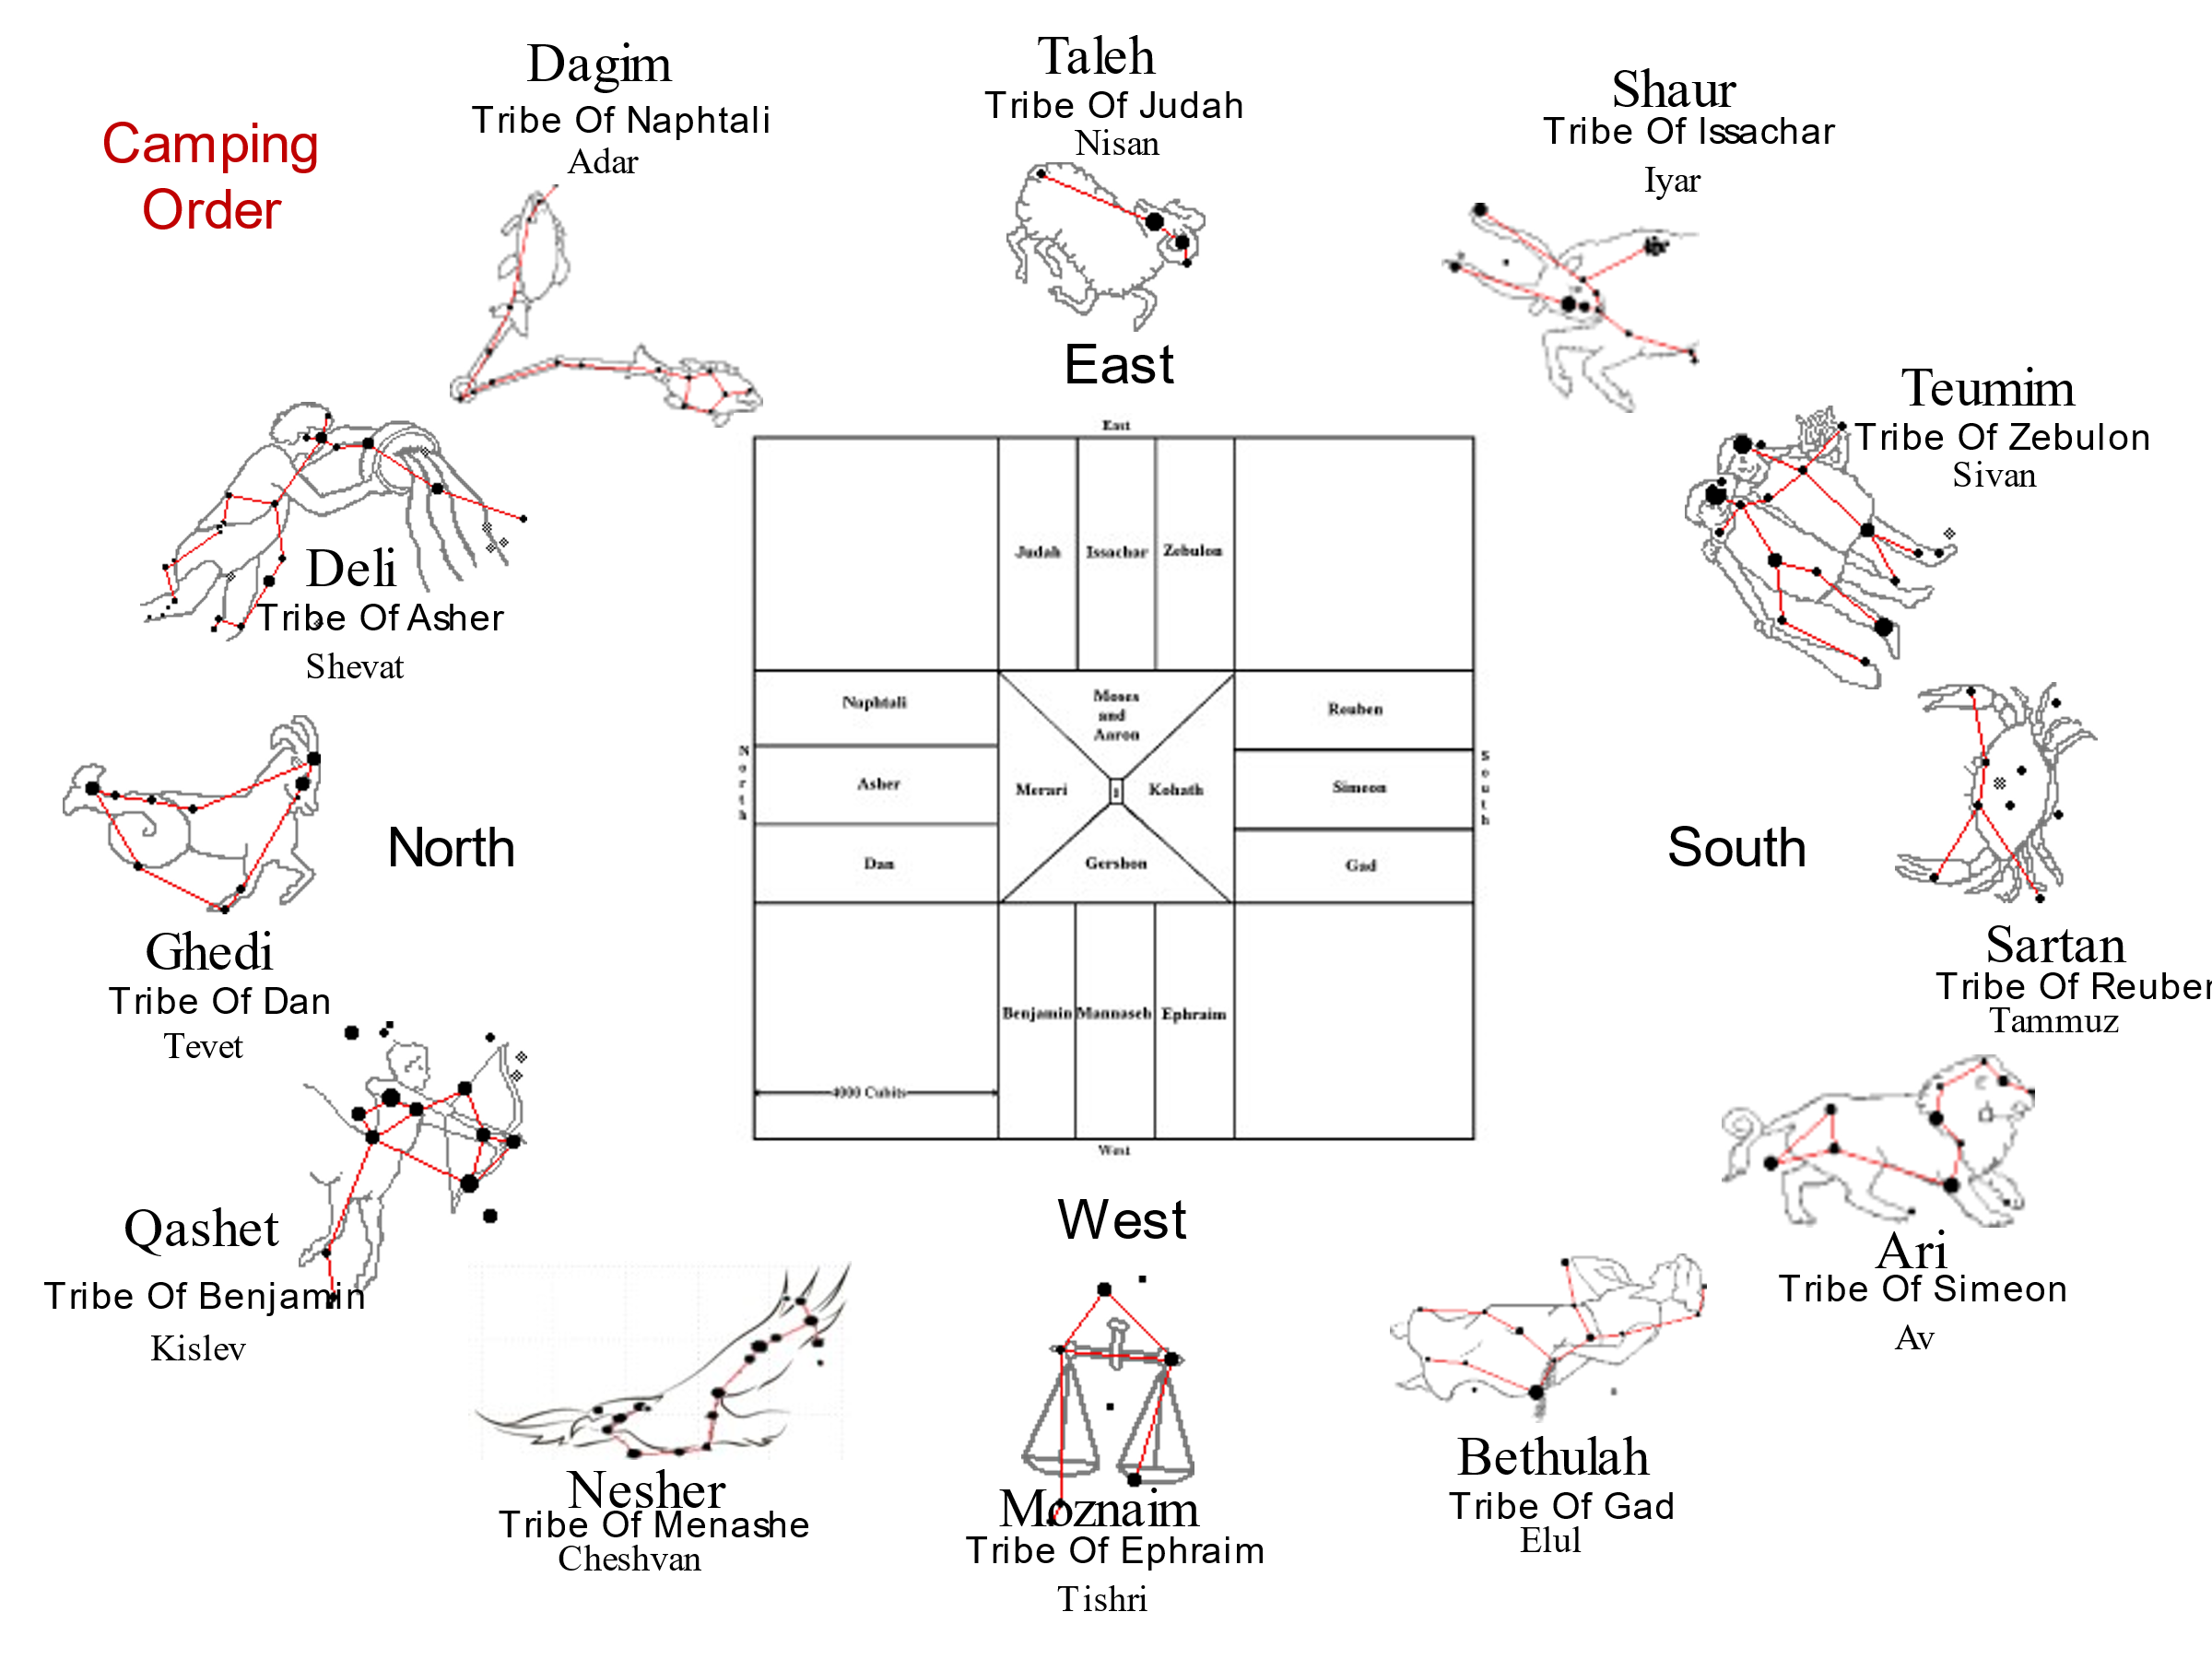 Camping
Order
Dagim
Tribe Of Naphtali
Adar
Taleh
Tribe Of Judah
Nisan
Shaur
Tribe Of Issachar
Iyar
Teumim
Tribe Of Zebulon
Sivan
East
East
Deli
Tribe Of Asher
Shevat
Judah
Issachar
Zebulon
Naphtali
Moses
and
Aaron
Reuben
North
Asher
Merari
Kohath
Simeon
South
Dan
Gershon
Gad
North
South
Ghedi
Tribe Of Dan
Tevet
Sartan
Tribe Of Reuben
Tammuz
Benjamin
Mannaseh
Ephraim
4000 Cubits
West
West
Qashet
Tribe Of Benjamin
Kislev
Ari
Tribe Of Simeon
Av
Nesher
Tribe Of Menashe
Cheshvan
Moznaim
Tribe Of Ephraim
Tishri
Bethulah
Tribe Of Gad
Elul